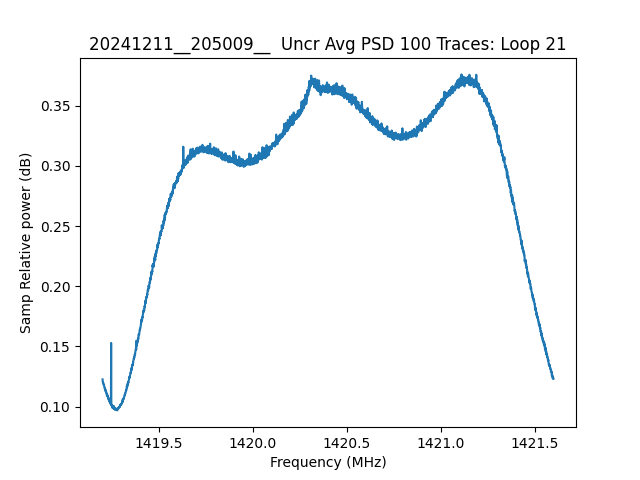 20241211__205009__  Uncr Avg PSD 100 Traces: Loop 21
0.35
0.30
0.25
0.20
0.15
0.10
Samp Relative power (dB)
1419.5 1420.0 1420.5 1421.0 1421.5
Frequency (MHz)